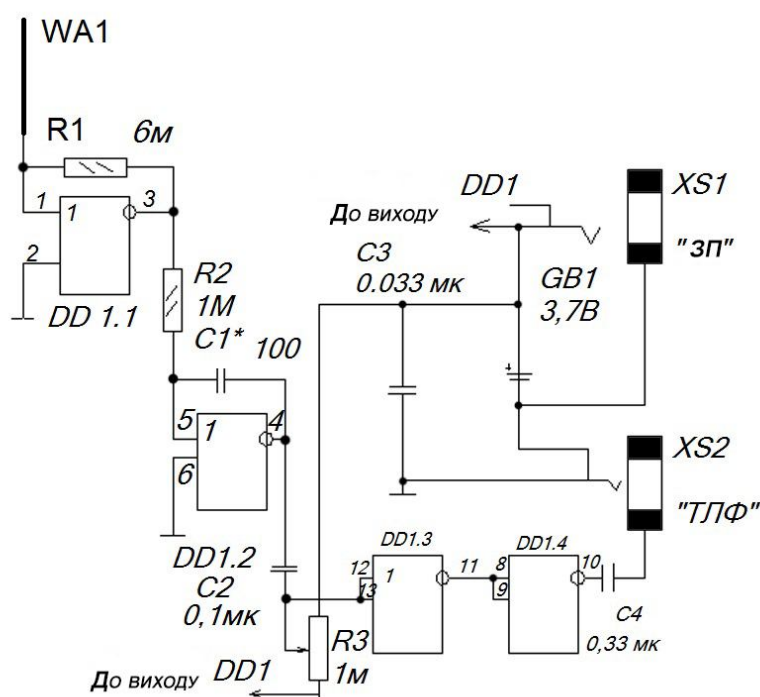 WA1
R1 6м
1 1 3
2
DD 1.1
R2
1М
C1* 100
5 1 4
6
DD1.2
C2
0,1мк
До виходу DD1
C3
0.033 мк
GB1
3,7В
XS1
"ЗП"
XS2
"ТЛФ"
DD1.3
12 1 11
13
DD1.4
8 10
9
C4
0,33 мк
R3
1м
До виходу DD1